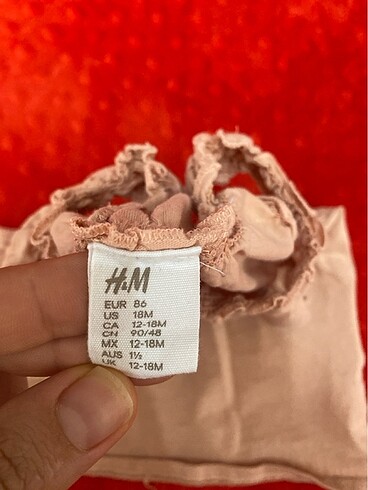 H&M
EUR 86
US 18M
CA 12-18M
CN 90/48
MX 12-18M
AUS 1½
UK 12-18M